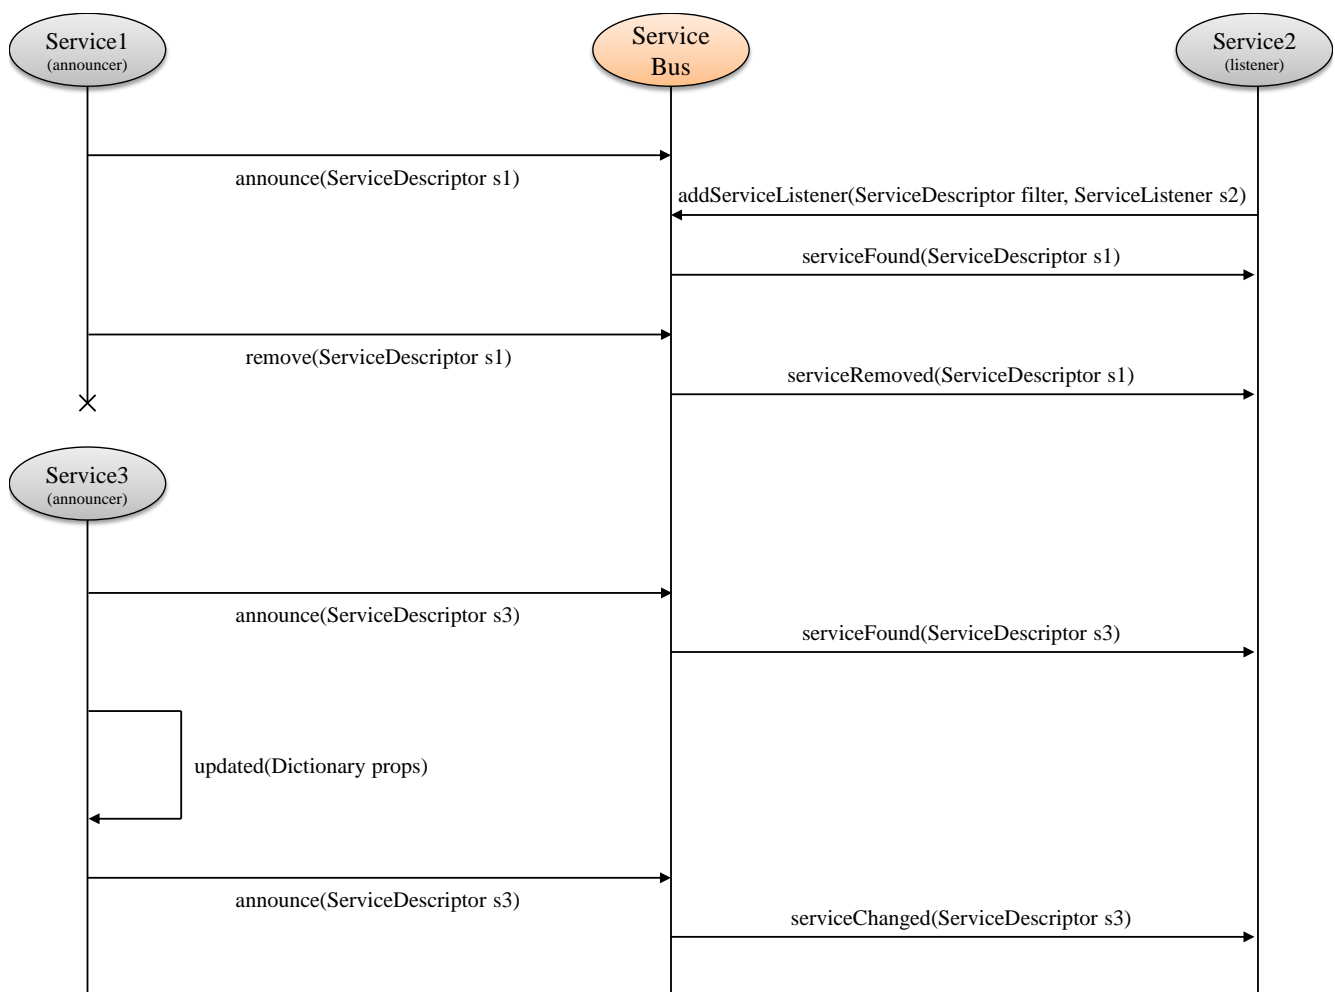 Service1
(announcer)
Service
Bus
Service2
(listener)
announce(ServiceDescriptor s1)
addServiceListener(ServiceDescriptor filter, ServiceListener s2)
serviceFound(ServiceDescriptor s1)
remove(ServiceDescriptor s1)
serviceRemoved(ServiceDescriptor s1)
Service3
(announcer)
announce(ServiceDescriptor s3)
serviceFound(ServiceDescriptor s3)
updated(Dictionary props)
announce(ServiceDescriptor s3)
serviceChanged(ServiceDescriptor s3)